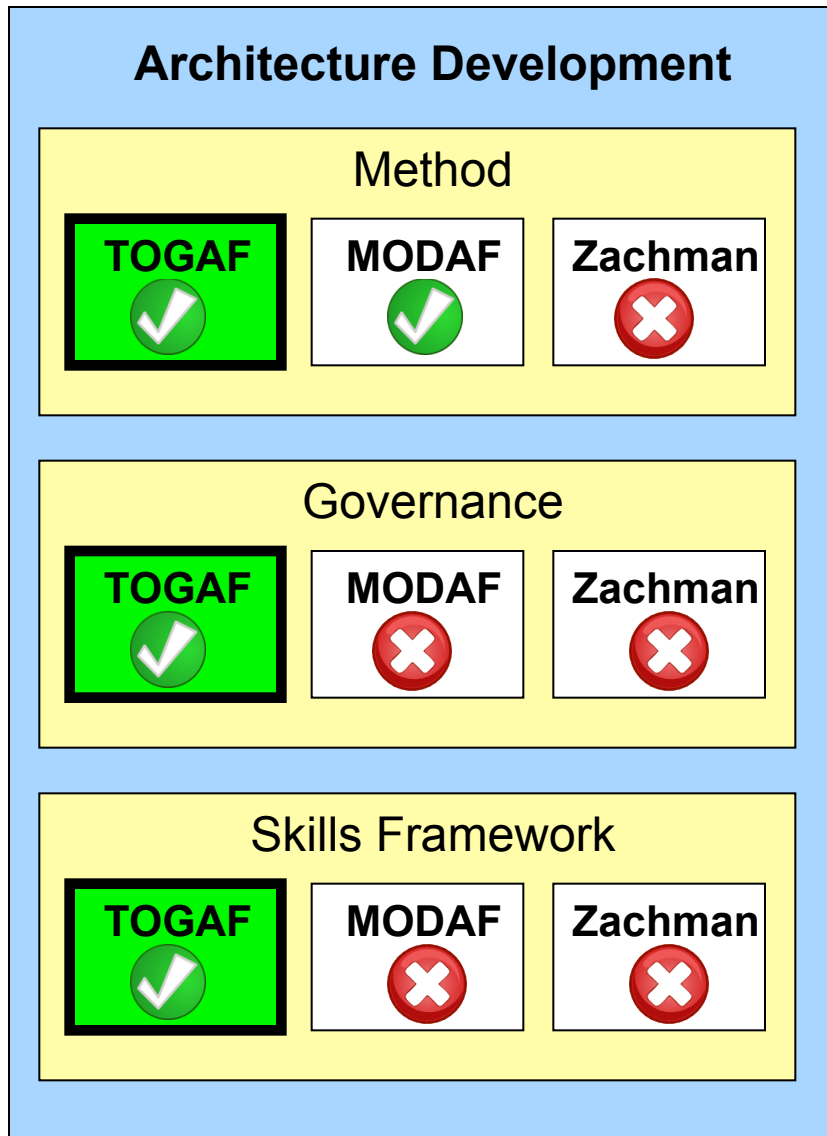 Architecture Development
Method
TOGAF MODAF Zachman
Governance
TOGAF MODAF Zachman
Skills Framework
TOGAF MODAF Zachman